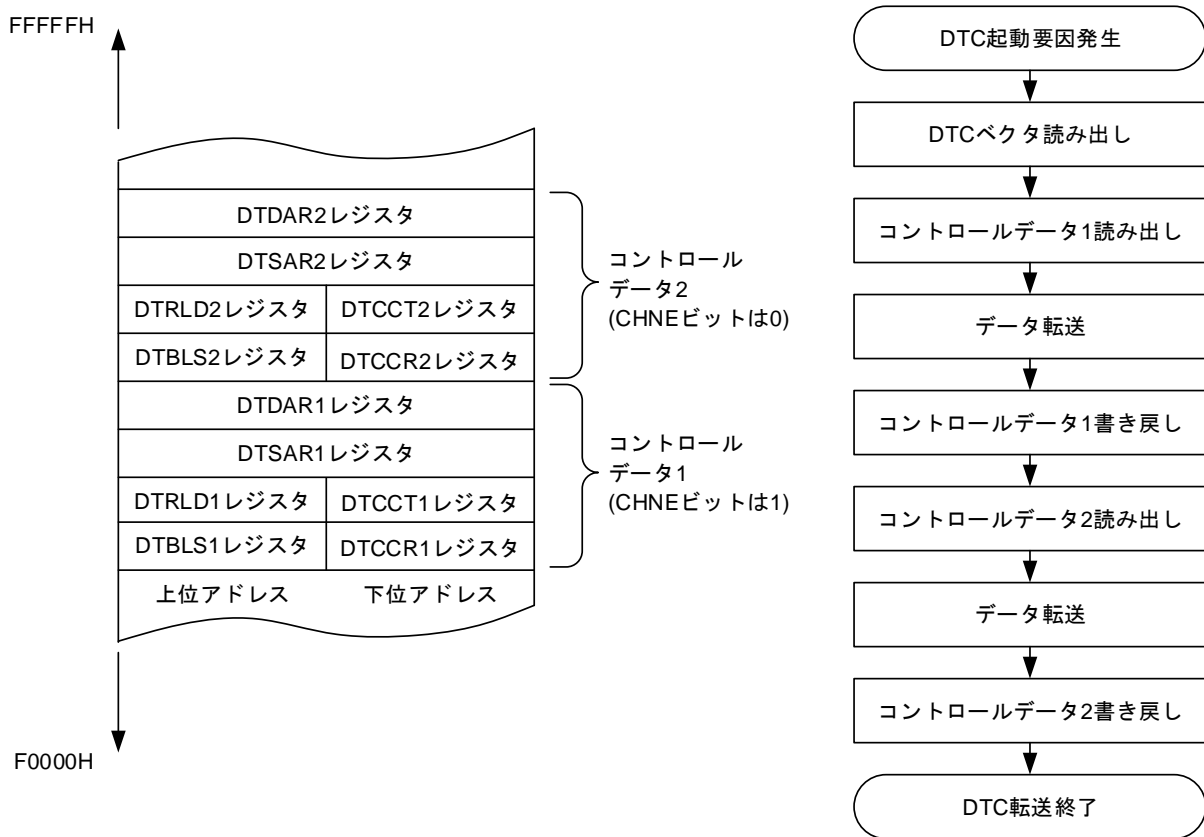 FFFFFH
DTDAR2レジスタ
DTSAR2レジスタ
DTRLD2レジスタ DTCCT2レジスタ
DTBLS2レジスタ DTCCR2レジスタ
コントロール
データ2
(CHNEビットは0)
DTDAR1レジスタ
DTSAR1レジスタ
DTRLD1レジスタ DTCCT1レジスタ
DTBLS1レジスタ DTCCR1レジスタ
コントロール
データ1
(CHNEビットは1)
上位アドレス 下位アドレス
F0000H
DTC起動要因発生
DTCベクタ読み出し
コントロールデータ1読み出し
データ転送
コントロールデータ1書き戻し
コントロールデータ2読み出し
データ転送
コントロールデータ2書き戻し
DTC転送終了